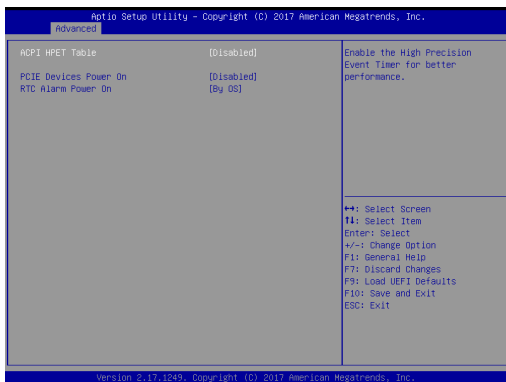 Aptio Setup Utility – Copyright (C) 2017 American Megatrends, Inc.
Advanced
ACPI HPET Table [Disabled]
PCIE Devices Power On [Disabled]
RTC Alarm Power On [By OS]
Enable the High Precision
Event Timer for better
performance.
↔: Select Screen
↑↓: Select Item
Enter: Select
+/-: Change Option
F1: General Help
F7: Discard Changes
F9: Load UEFI Defaults
F10: Save and Exit
ESC: Exit
Version 2.17.1249. Copyright (C) 2017 American Megatrends, Inc.